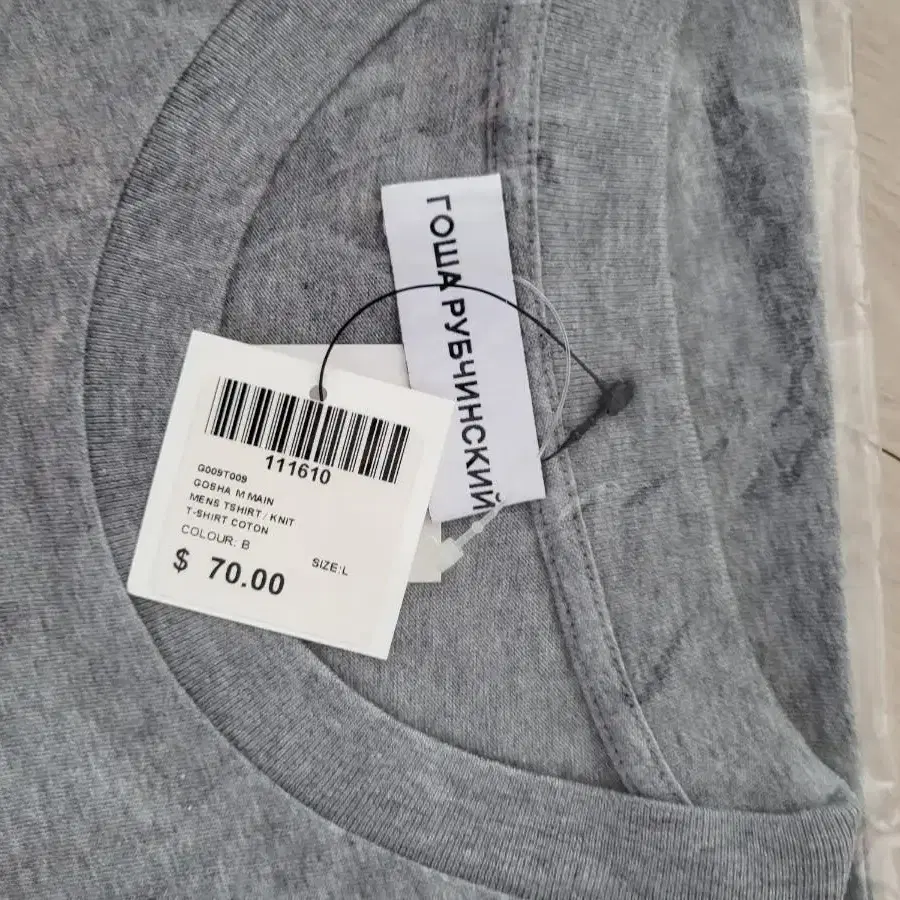 ГОША РУБЧИНСКИЙ
111610
G009T009
GOSHA M MAIN
MENS TSHIRT / KNIT
T-SHIRT COTON
COLOUR: B
SIZE:L
$ 70.00